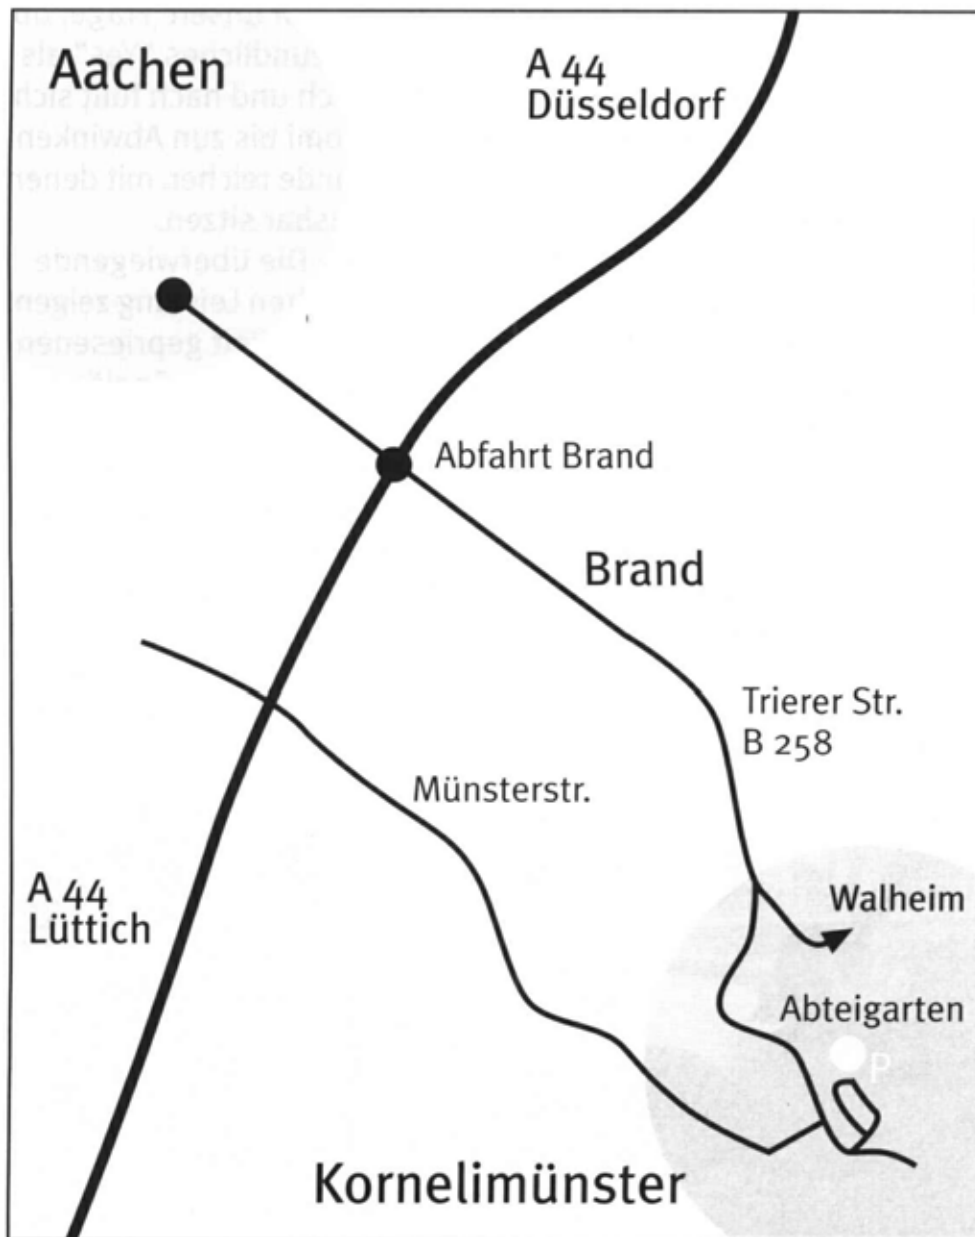 Aachen
A 44
Düsseldorf
Abfahrt Brand
Brand
Trierer Str.
B 258
Münsterstr.
A 44
Lüttich
Walheim
Abteigarten
P
Kornelimünster